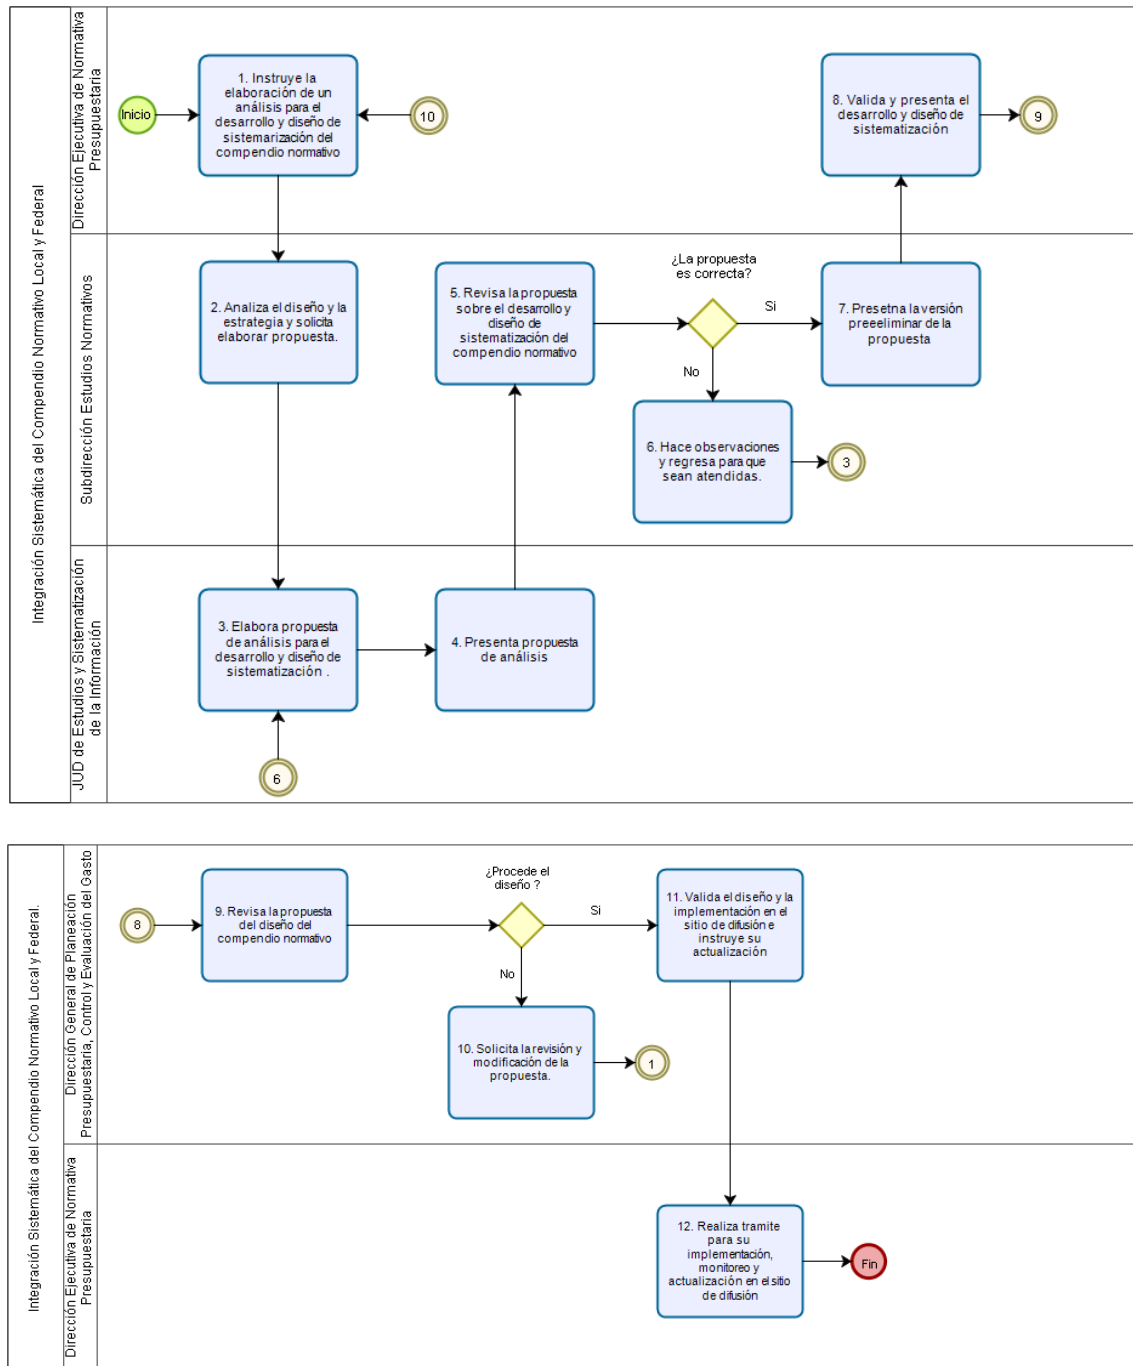 Integración Sistemática del Compendio Normativo Local y Federal
Dirección Ejecutiva de Normativa
Presupuestaria
Inicio
1. Instruye la
elaboración de un
análisis para el
desarrollo y diseño de
sistemarización del
compendio normativo
10
8. Valida y presenta el
desarrollo y diseño de
sistematización
9
Subdirección Estudios Normativos
2. Analiza el diseño y la
estrategia y solicita
elaborar propuesta.
5. Revisa la propuesta
sobre el desarrollo y
diseño de
sistematización del
compendio normativo
¿La propuesta
es correcta?
Si
No
7. Presetna la versión
preeeliminar de la
propuesta
6. Hace observaciones
y regresa para que
sean atendidas.
3
JUD de Estudios y Sistematización
de la Información
3. Elabora propuesta
de análisis para el
desarrollo y diseño de
sistematización .
4. Presenta propuesta
de análisis
6
Integración Sistemática del Compendio Normativo Local y Federal.
Dirección General de Planeación
Presupuestaria, Control y Evaluación del Gasto
8
9. Revisa la propuesta
del diseño del
compendio normativo
¿Procede el
diseño ?
Si
No
11. Valida el diseño y la
implementación en el
sitio de difusión e
instruye su
actualización
10. Solicita la revisión y
modificación de la
propuesta.
1
Dirección Ejecutiva de Normativa
Presupuestaria
12. Realiza tramite
para su
implementación,
monitoreo y
actualización en el sitio
de difusión
Fin